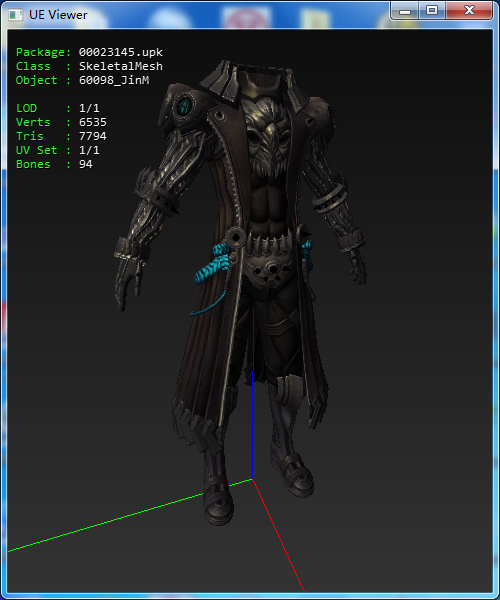 UE Viewer
Package: 00023145.upk
Class : SkeletalMesh
Object : 60098_JinM
LOD : 1/1
Verts : 6535
Tris : 7794
UV Set : 1/1
Bones : 94